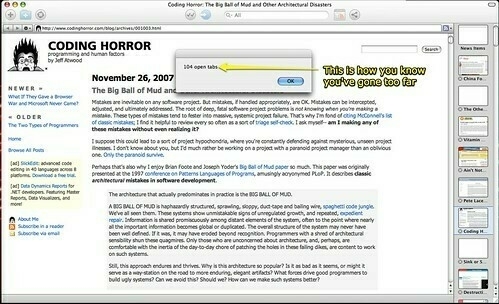 Coding Horror: The Big Ball of Mud and Other Architectural Disasters
http://www.codinghorror.com/blog/archives/001003.html
CODING HORROR
programming and human factors
by Jeff Atwood
Search
104 open tabs
OK
This is how you know
you've gone too far
NEWER »
Gee Whiz, What If They Gave a Browser
« OLDER
The Two Types of Programmers
Home
Browse All Posts
[ad] SlickEdit: advanced code
editing in 40 languages across 8
platforms. Download a free trial.
[ad] Data Dynamics Reports for
.NET developers. Featuring Master
Reports, Data Visualizers, and
more!
About Me
Subscribe in a reader
Subscribe via email
November 26, 2007
The Big Ball of Mud and
Mistakes are inevitable on any software project. But mistakes, if handled appropriately, are OK. Mistakes can be intercepted,
adjusted, and ultimately addressed. The root of deep, fatal software project problems is not knowing when you're making a
mistake. These types of mistakes tend to fester into massive, systemic project failure. That's why I'm fond of citing McConnell's list
of classic mistakes; I find it helpful to review every so often as a sort of triage self-check. I ask myself– am I making any of
these mistakes without even realizing it?
I suppose this could lead to a sort of project hypochondria, where you're constantly defending against mysterious, unseen project
illnesses. I don't know about you, but I'd much rather be working on a project with a paranoid project manager than an oblivious
one. Only the paranoid survive.
Perhaps that's also why I enjoy Brian Foote and Joseph Yoder's Big Ball of Mud paper so much. This paper was originally
presented at the 1997 conference on Patterns Languages of Programs, amusingly acronymed PLoP. It describes classic
architectural mistakes in software development.
The architecture that actually predominates in practice is the BIG BALL OF MUD.
A BIG BALL OF MUD is haphazardly structured, sprawling, sloppy, duct-tape and bailing wire, spaghetti code jungle.
We've all seen them. These systems show unmistakable signs of unregulated growth, and repeated, expedient
repair. Information is shared promiscuously among distant elements of the system, often to the point where nearly
all the important information becomes global or duplicated. The overall structure of the system may never have
been well defined. If it was, it may have eroded beyond recognition. Programmers with a shred of architectural
sensibility shun these quagmires. Only those who are unconcerned about architecture, and, perhaps, are
comfortable with the inertia of the day-to-day chore of patching the holes in these failing dikes, are content to work
on such systems.
Still, this approach endures and thrives. Why is this architecture so popular? Is it as bad as it seems, or might it
serve as a way-station on the road to more enduring, elegant artifacts? What forces drive good programmers to
build ugly systems? Can we avoid this? Should we? How can we make such systems better?
News Items
China Fa...
Ajax
Ajax
Pete Lace...
Coding H...
Sink or S...
Destructi...